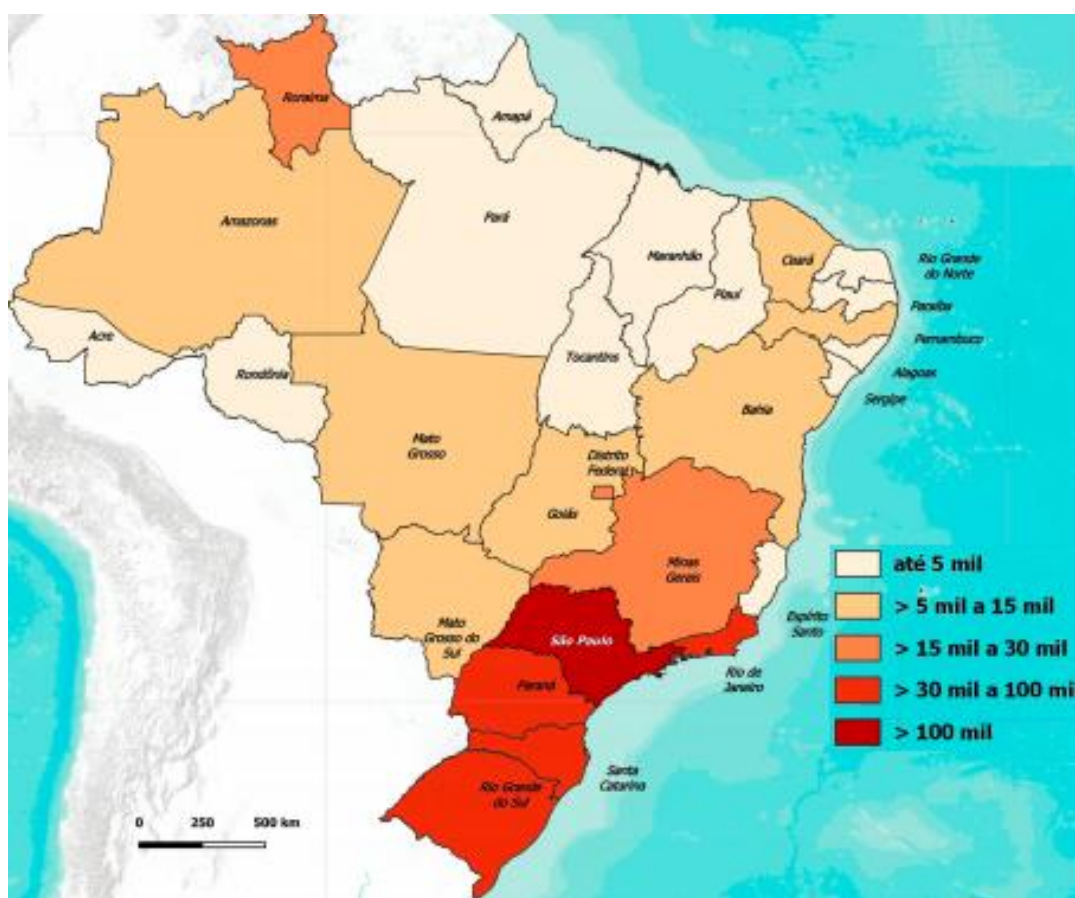 Roraima
Amapá
Amazonas
Pará
Maranhão
Ceará
Rio Grande
do Norte
Piauí
Paraíba
Acre
Pernambuco
Rondônia
Tocantins
Alagoas
Sergipe
Bahia
Mato
Grosso
Distrito
Federal
Goiás
Minas
Gerais
até 5 mil
> 5 mil a 15 mil
> 15 mil a 30 mil
> 30 mil a 100 mil
> 100 mil
Espírito
Santo
Mato
Grosso do
Sul
São Paulo
Rio de
Janeiro
Paraná
Santa
Catarina
Rio Grande
do Sul
0 250 500 km